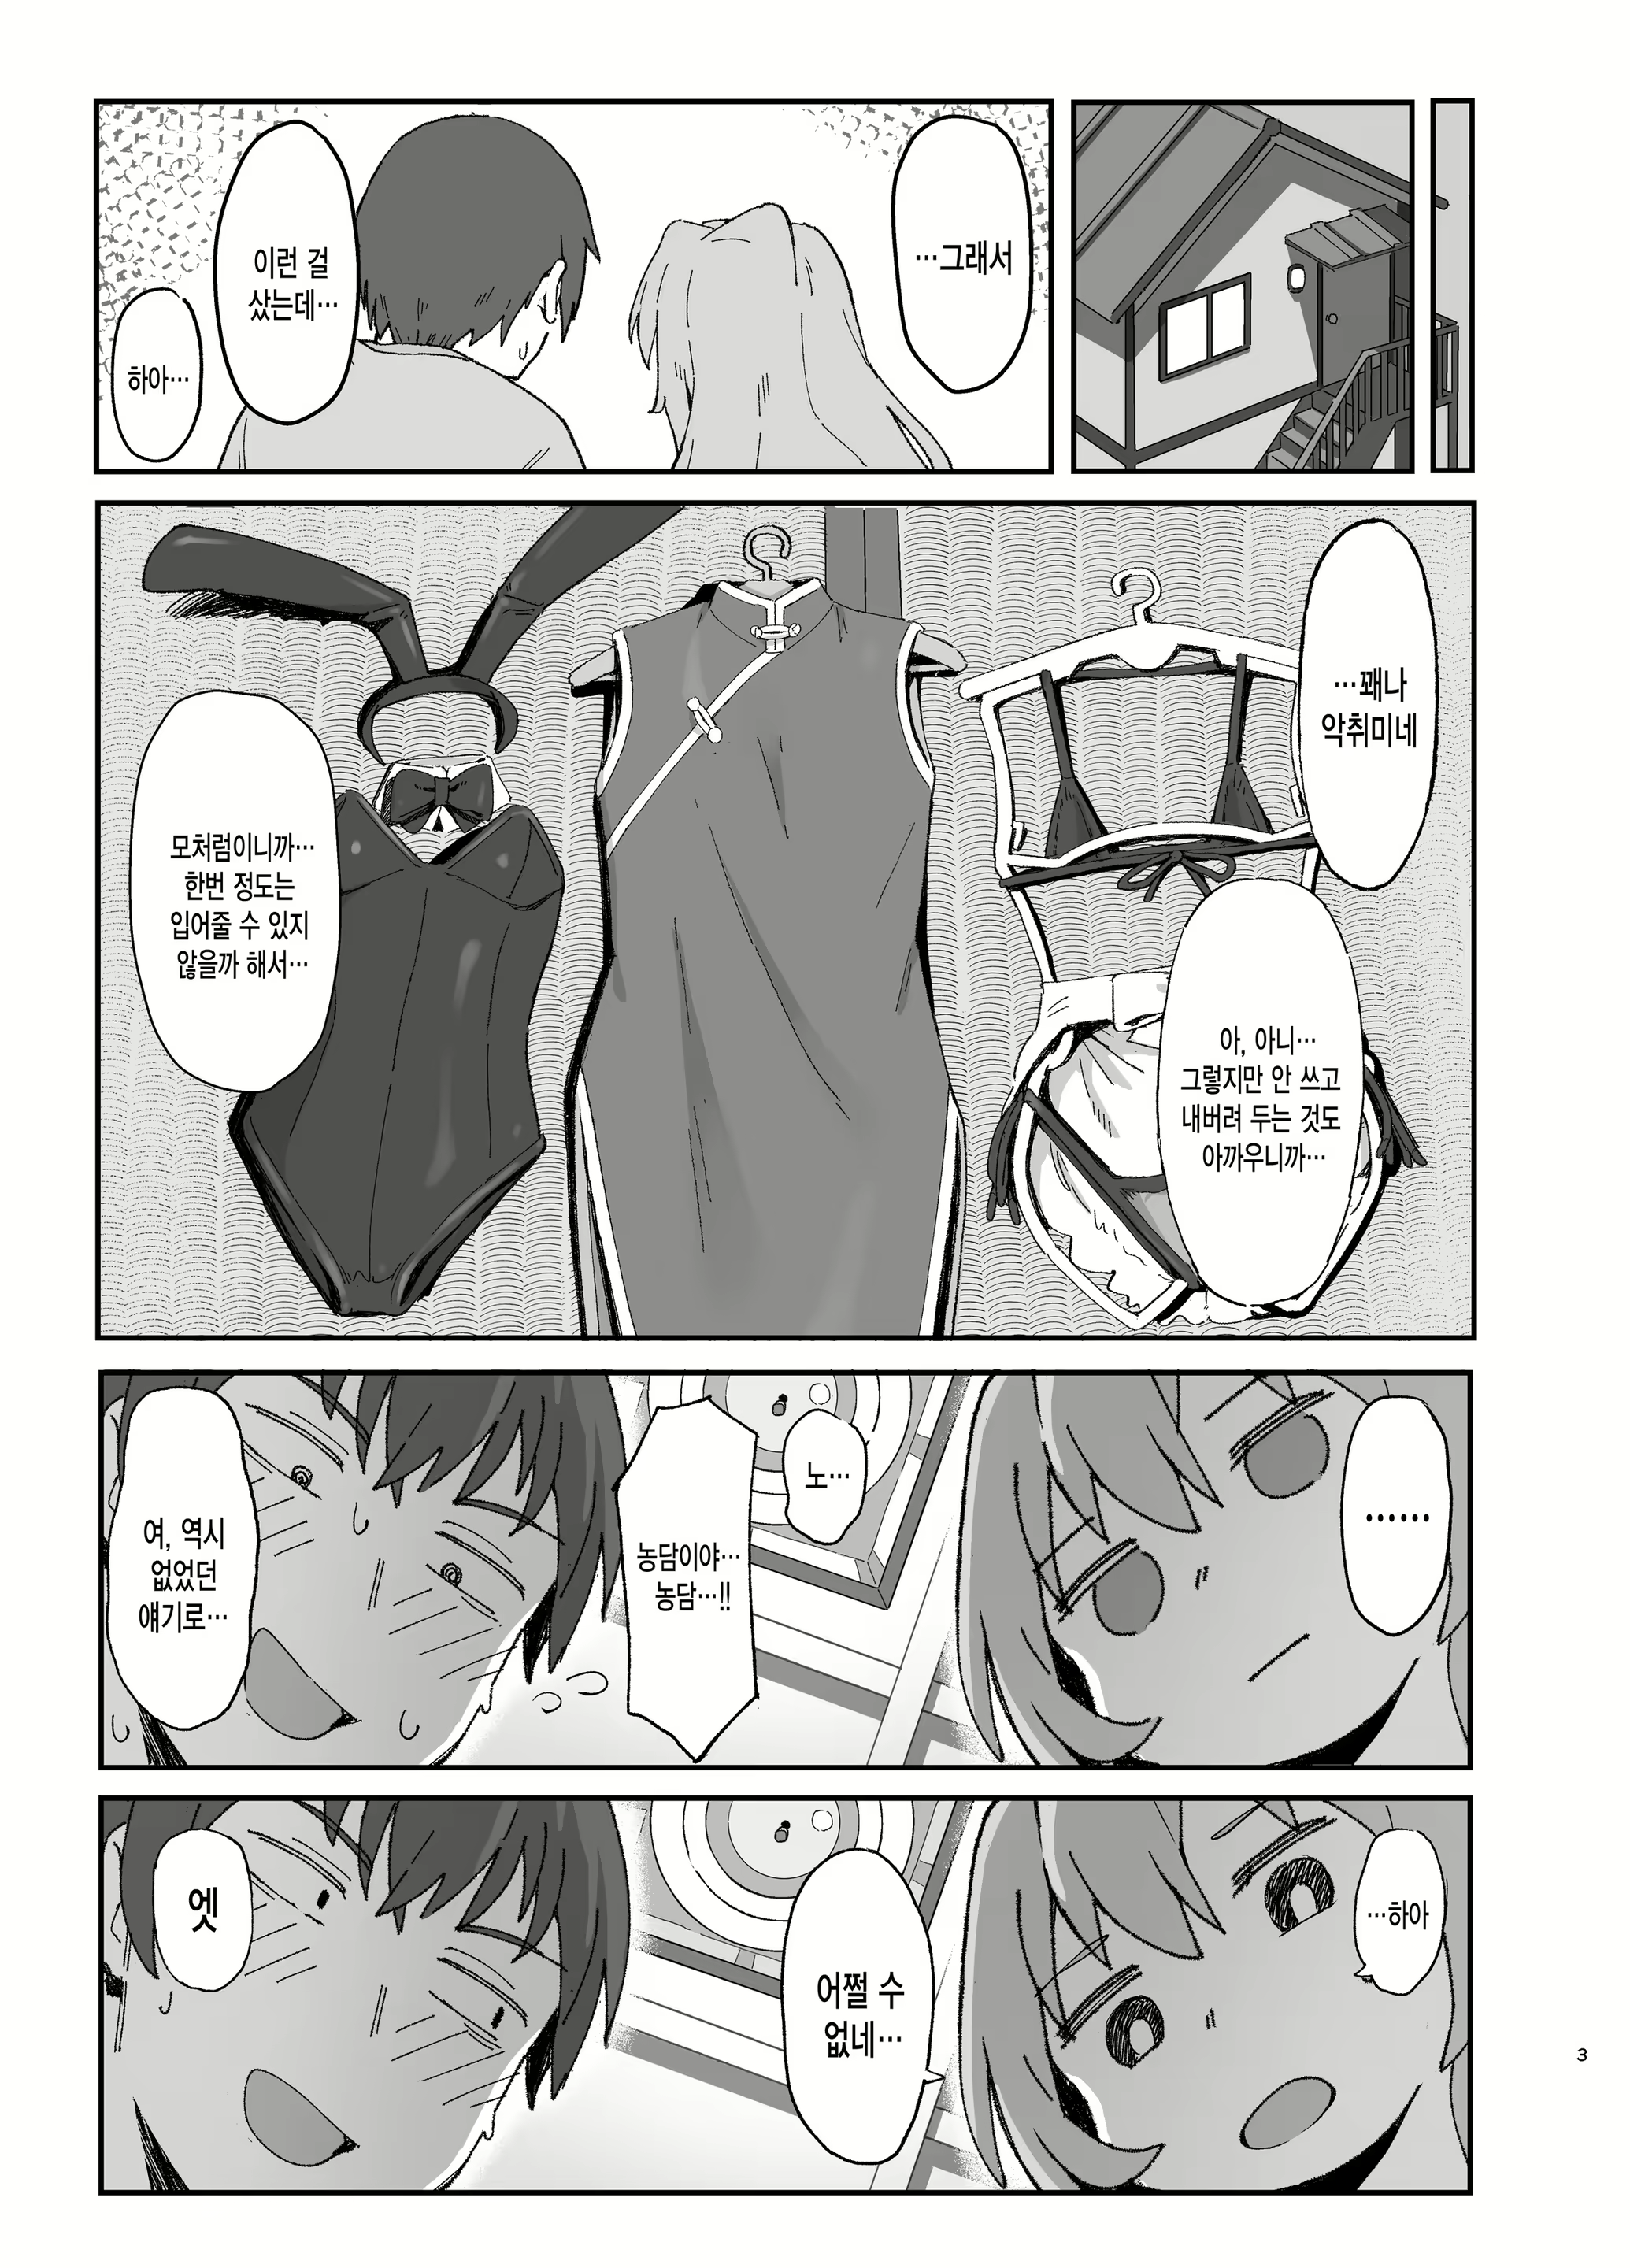 …그래서
이런 걸
샀는데…
하아…
…꽤나
악취미네
아, 아니…
그렇지만 안 쓰고
내버려 두는 것도
아까우니까…
모처럼이니까…
한번 정도는
입어줄 수 있지
않을까 해서…
……
노…
농담이야…
농담…!!
여, 역시
없었던
얘기로…
…하아
어쩔 수
없네…
엣
3